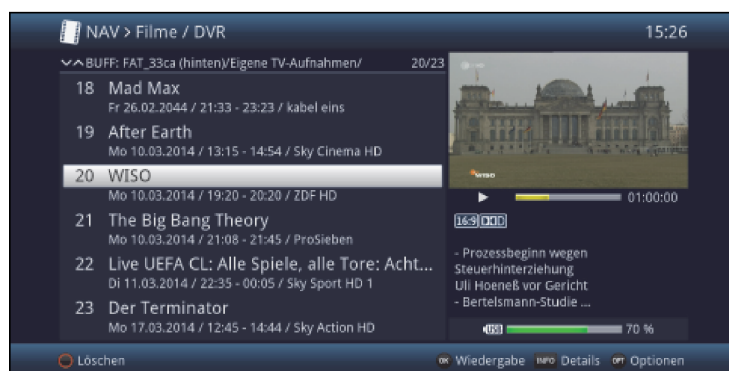 NAV > Filme / DVR
15:26
BUFF: FAT_33ca (hinten)/Eigene TV-Aufnahmen/ 20/23
18 Mad Max
Fr 26.02.2044 / 21:33 - 23:23 / kabel eins
19 After Earth
Mo 10.03.2014 / 13:15 - 14:54 / Sky Cinema HD
20 WISO
Mo 10.03.2014 / 19:20 - 20:20 / ZDF HD
21 The Big Bang Theory
Mo 10.03.2014 / 21:08 - 21:45 / ProSieben
22 Live UEFA CL: Alle Spiele, alle Tore: Acht...
Di 11.03.2014 / 22:35 - 00:05 / Sky Sport HD 1
23 Der Terminator
Mo 17.03.2014 / 12:45 - 14:44 / Sky Action HD
WISO
01:00:00
16:9
- Prozessbeginn wegen
Steuerhinterziehung
Uli Hoeneß vor Gericht
- Bertelsmann-Studie ...
USB 70 %
Löschen
OK Wiedergabe INFO Details OPT Optionen